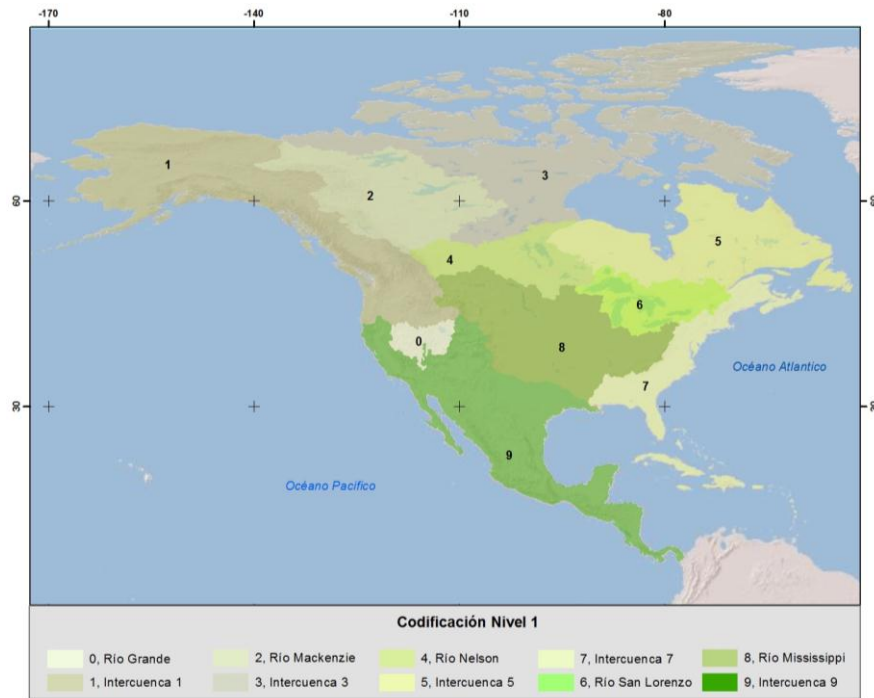 -170 -140 -110 -80
1
2
3
60 60
5
4
6
0
8
Océano Atlantico
7
30 30
9
Océano Pacífico
Codificación Nivel 1
0, Río Grande 2, Río Mackenzie 4, Río Nelson 7, Intercuenca 7 8, Río Mississippi
1, Intercuenca 1 3, Intercuenca 3 5, Intercuenca 5 6, Río San Lorenzo 9, Intercuenca 9